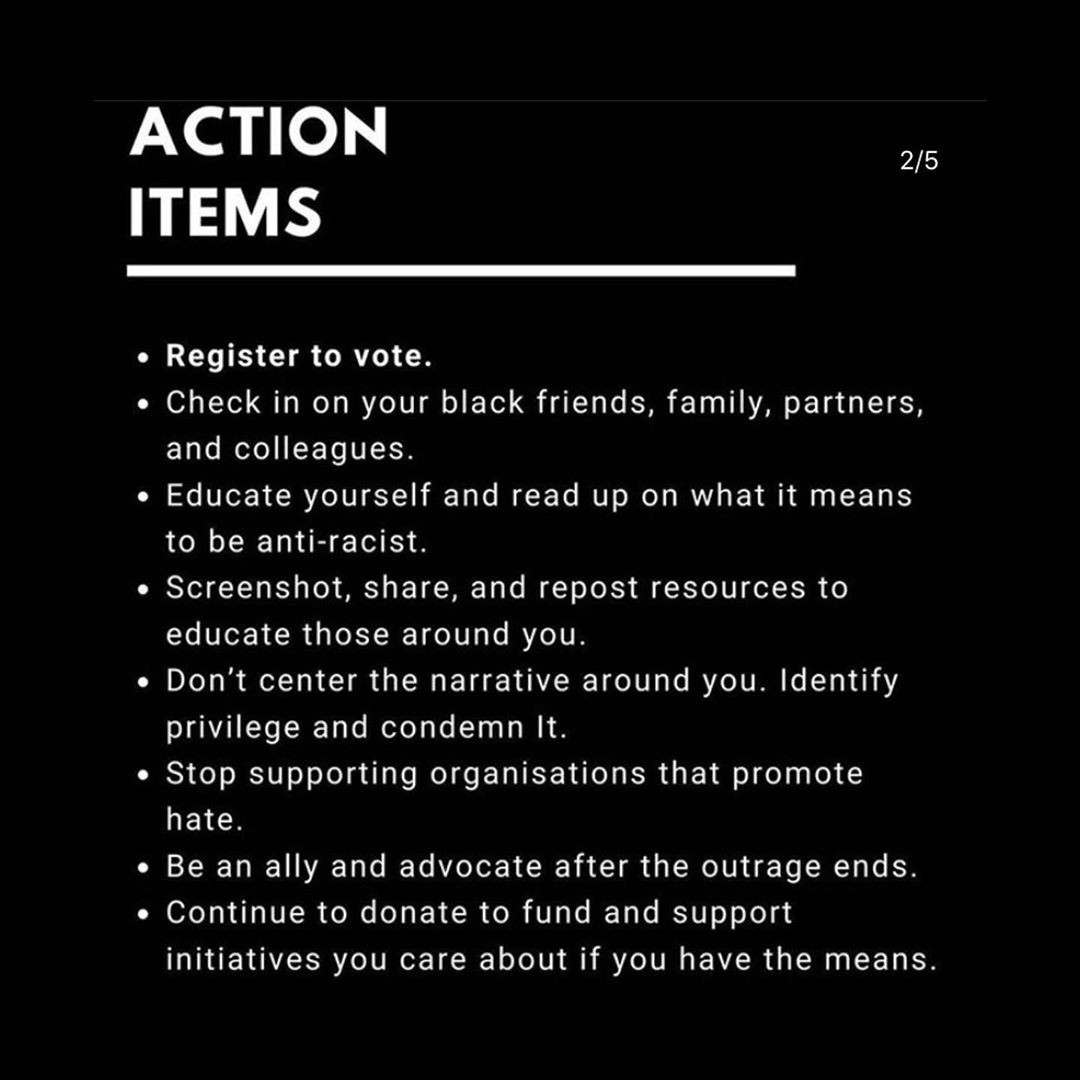 ACTION
2/5
ITEMS
• Register to vote.
• Check in on your black friends, family, partners,
and colleagues.
• Educate yourself and read up on what it means
to be anti-racist.
• Screenshot, share, and repost resources to
educate those around you.
• Don’t center the narrative around you. Identify
privilege and condemn It.
• Stop supporting organisations that promote
hate.
• Be an ally and advocate after the outrage ends.
• Continue to donate to fund and support
initiatives you care about if you have the means.